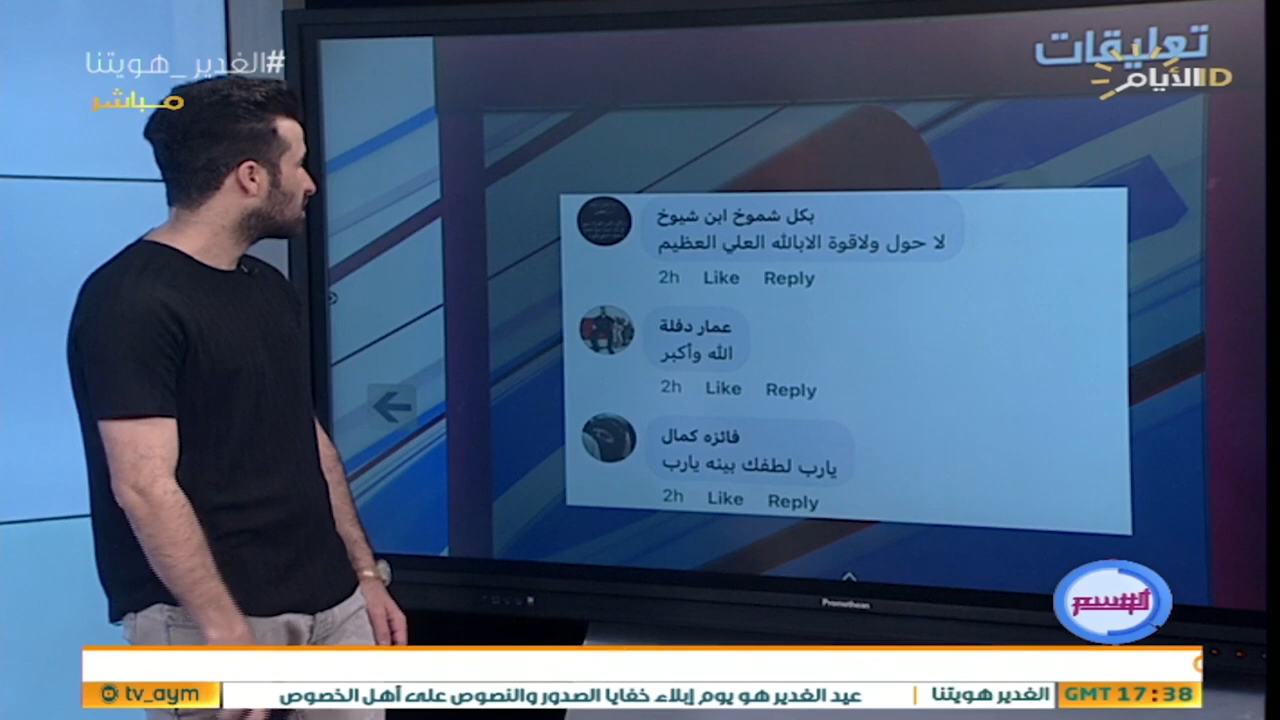 #الغدير_هويتنا
مباشر
تعليقات
الأيام HD
بكل شموخ ابن شيوخ
لا حول ولاقوة الابالله العلي العظيم
2h Like Reply
عمار دفلة
الله وأكبر
2h Like Reply
فائزه كمال
يارب لطفك بينه يارب
2h Like Reply
Promethean
GMT 17:38
الغدير هويتنا | عيد الغدير هو يوم إبلاء خفايا الصدور والنصوص على أهل الخصوص
tv_aym